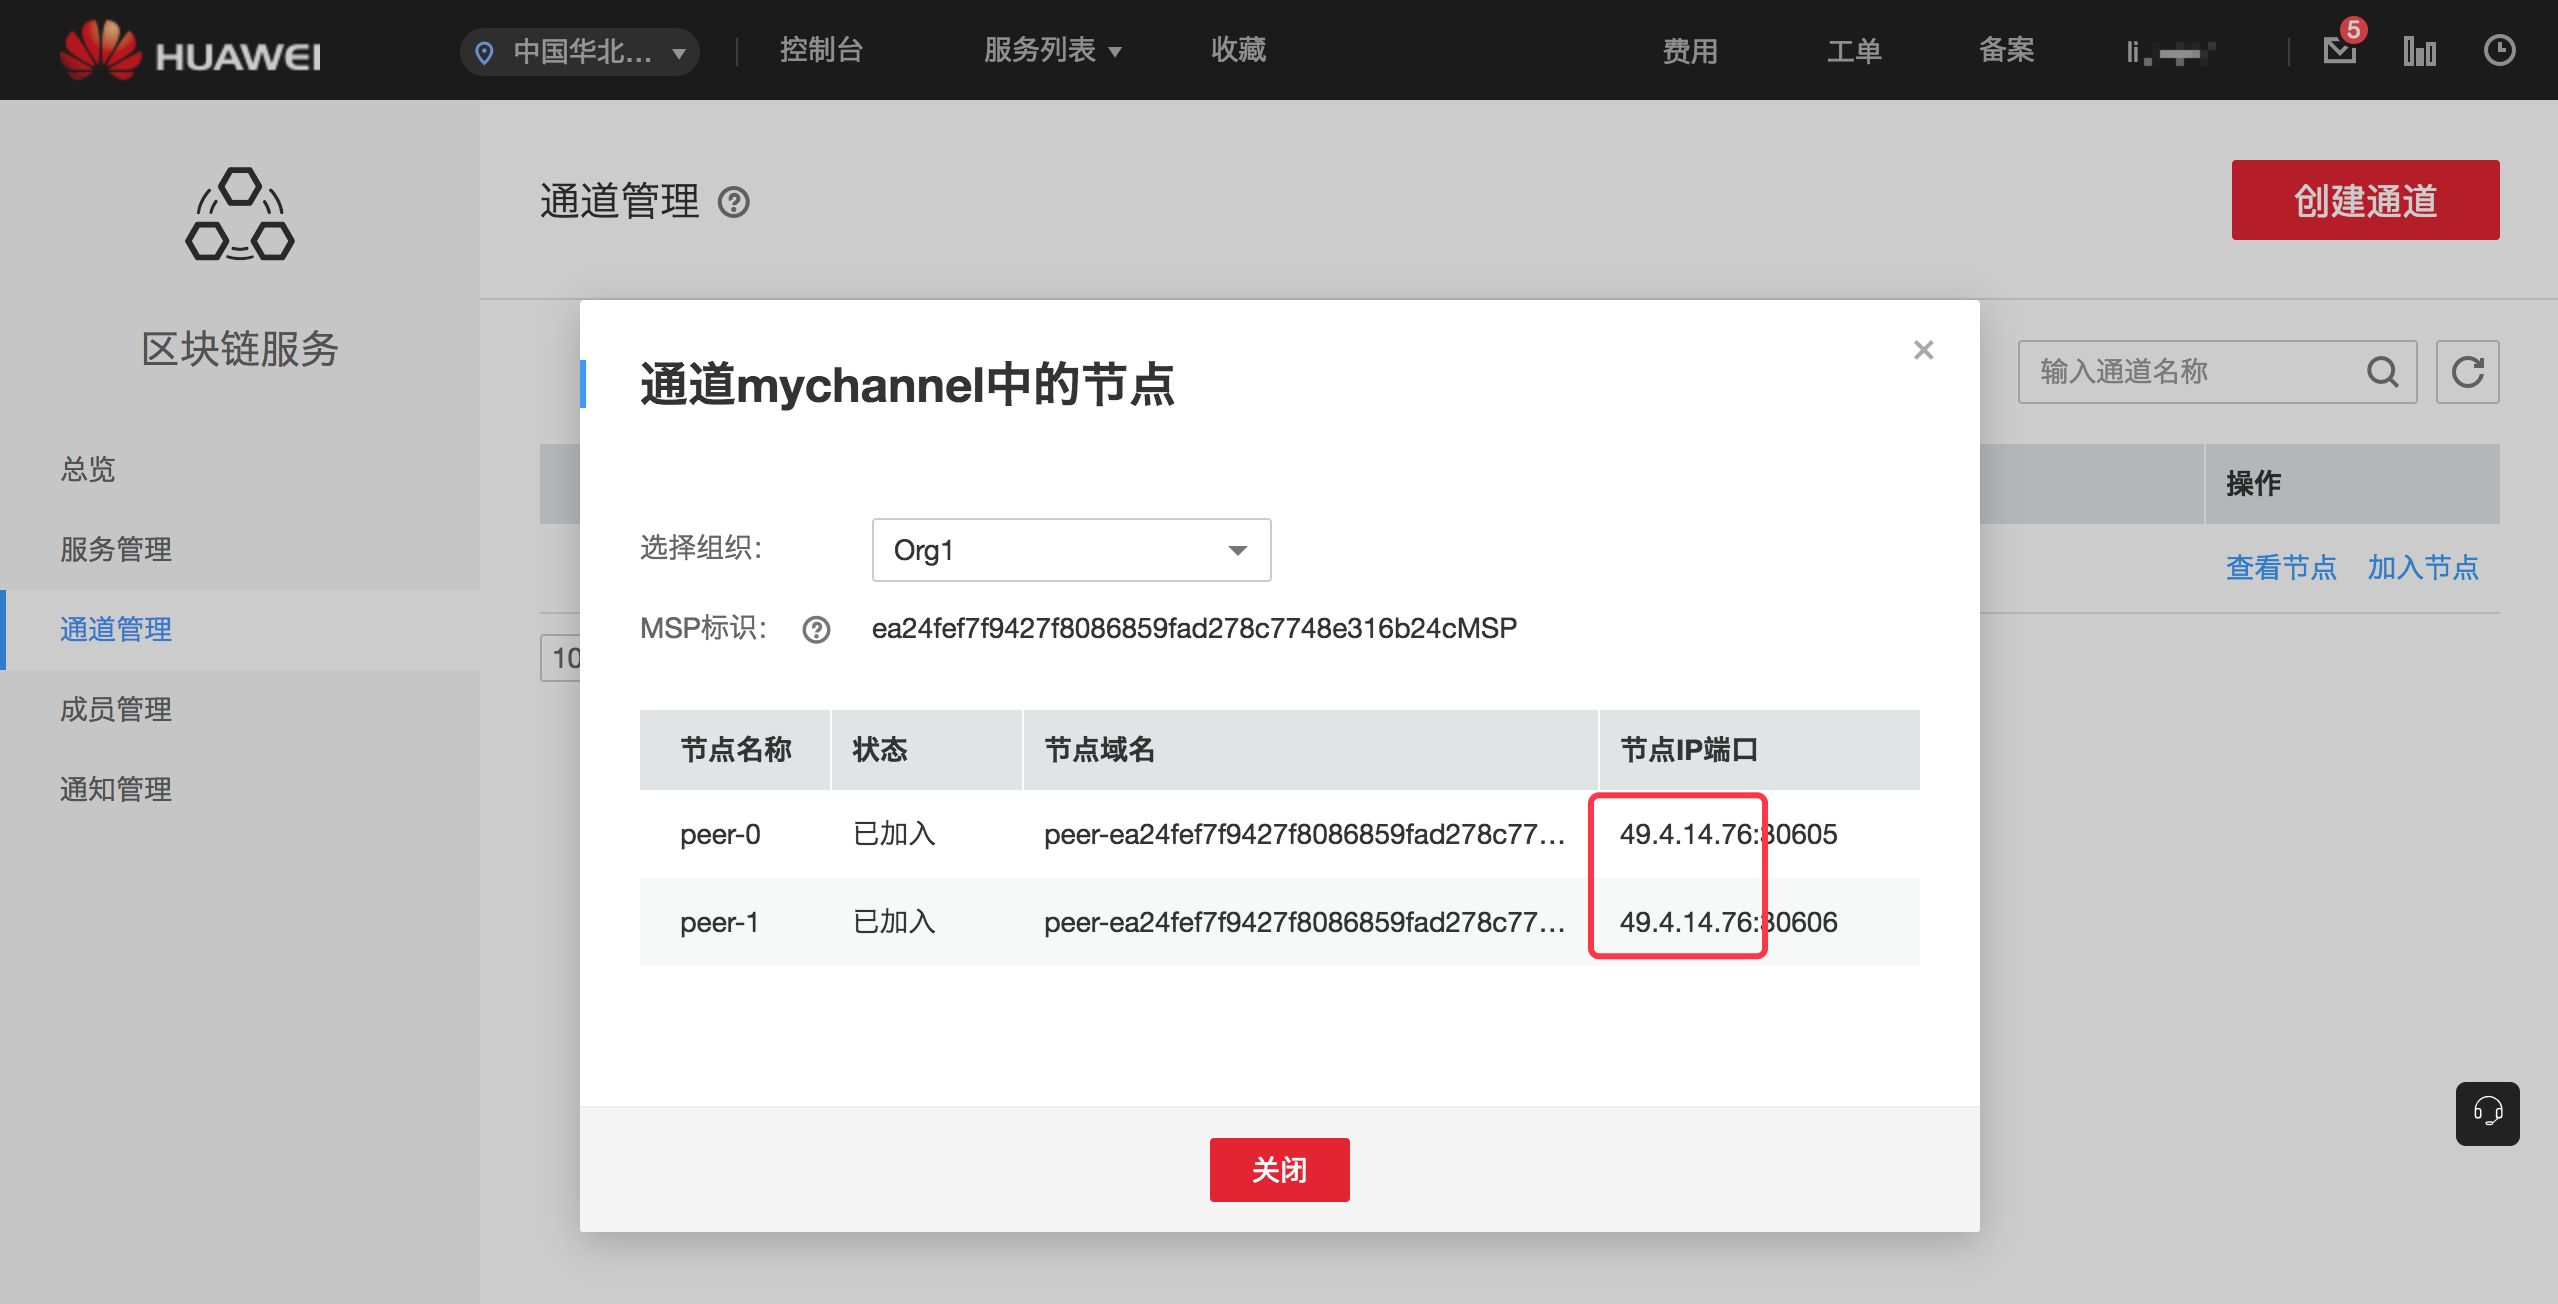 HUAWEI
中国华北...
控制台
服务列表
收藏
费用
工单
备案
li
5
区块链服务
总览
服务管理
通道管理
成员管理
通知管理
通道管理
创建通道
输入通道名称
操作
查看节点 加入节点
10
通道mychannel中的节点
选择组织：
Org1
MSP标识：
ea24fef7f9427f8086859fad278c7748e316b24cMSP
节点名称 状态 节点域名 节点IP端口
peer-0 已加入 peer-ea24fef7f9427f8086859fad278c77... 49.4.14.76:30605
peer-1 已加入 peer-ea24fef7f9427f8086859fad278c77... 49.4.14.76:30606
关闭